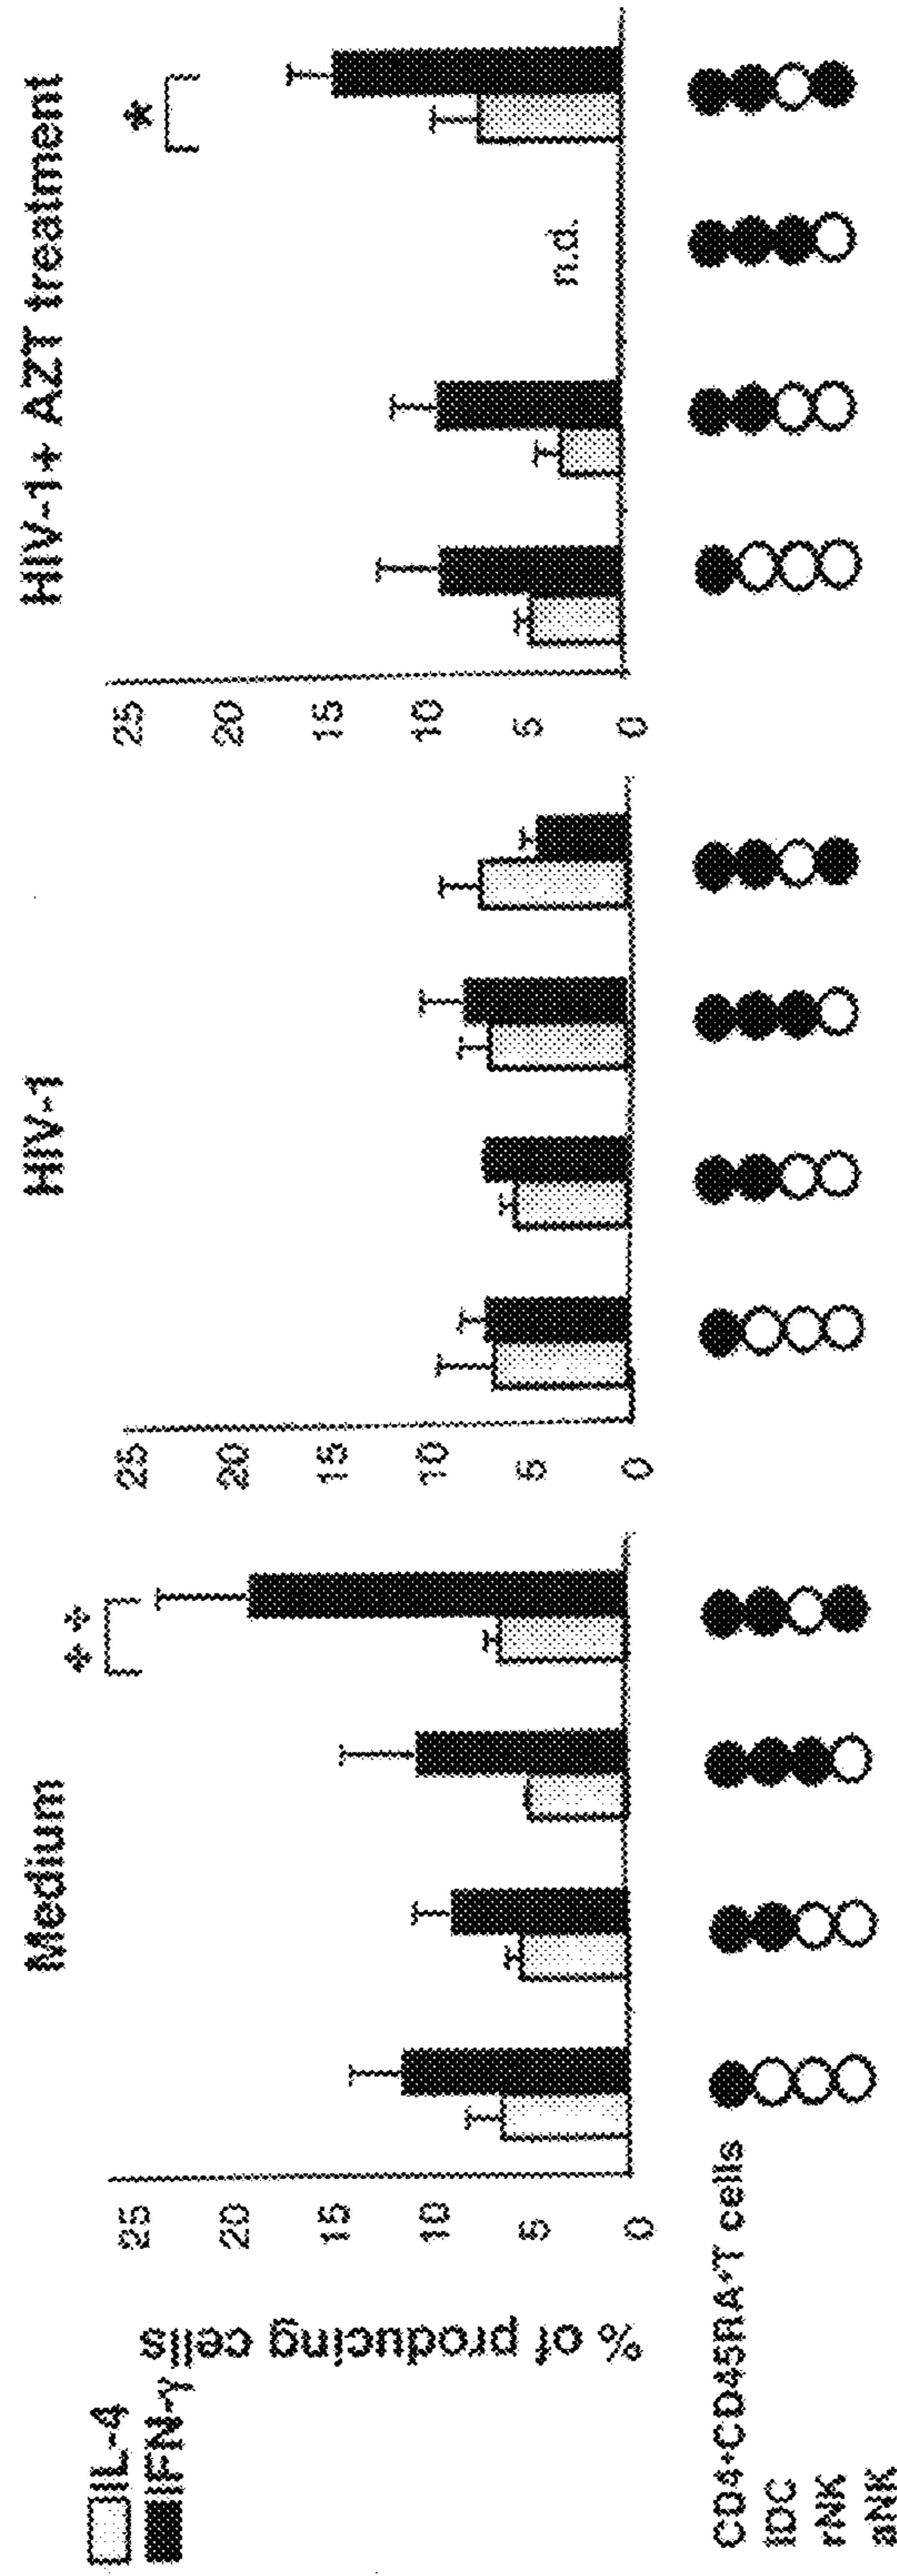 Medium
HIV-1
HIV-1+ AZT treatment
IL-4
IFN-γ
% of producing cells
25
20
15
10
5
0
**
25
20
15
10
5
0
25
20
15
10
5
0
n.d.
*
CD4+CD45RA+T cells
iDC
rNK
aNK